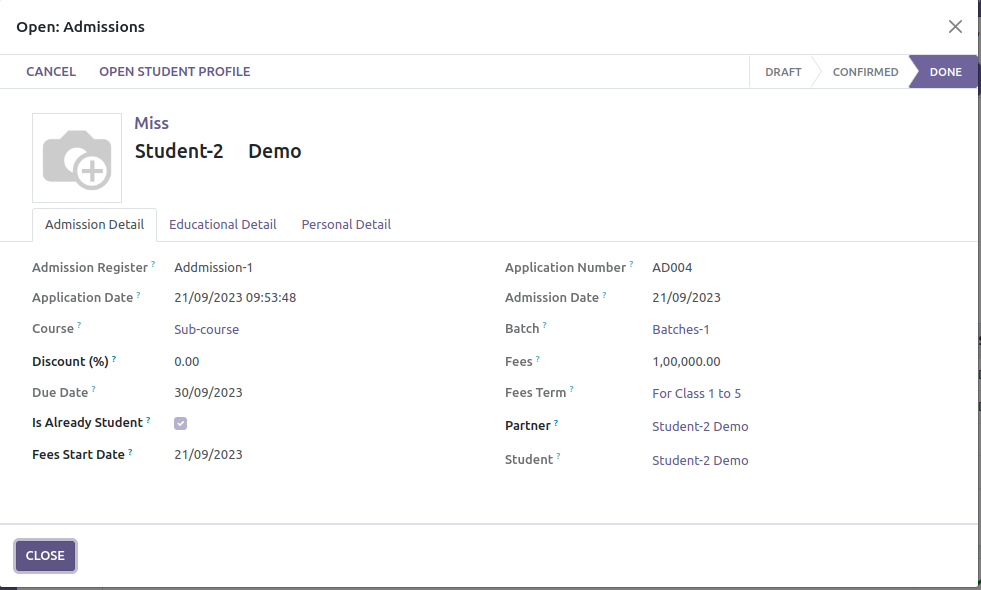 Open: Admissions
CANCEL OPEN STUDENT PROFILE DRAFT CONFIRMED DONE
Miss
Student-2 Demo
Admission Detail Educational Detail Personal Detail
Admission Register ? Addmission-1 Application Number ? AD004
Application Date ? 21/09/2023 09:53:48 Admission Date ? 21/09/2023
Course ? Sub-course Batch ? Batches-1
Discount (%) ? 0.00 Fees ? 1,00,000.00
Due Date ? 30/09/2023 Fees Term ? For Class 1 to 5
Is Already Student ? Partner ? Student-2 Demo
Fees Start Date ? 21/09/2023 Student ? Student-2 Demo
CLOSE